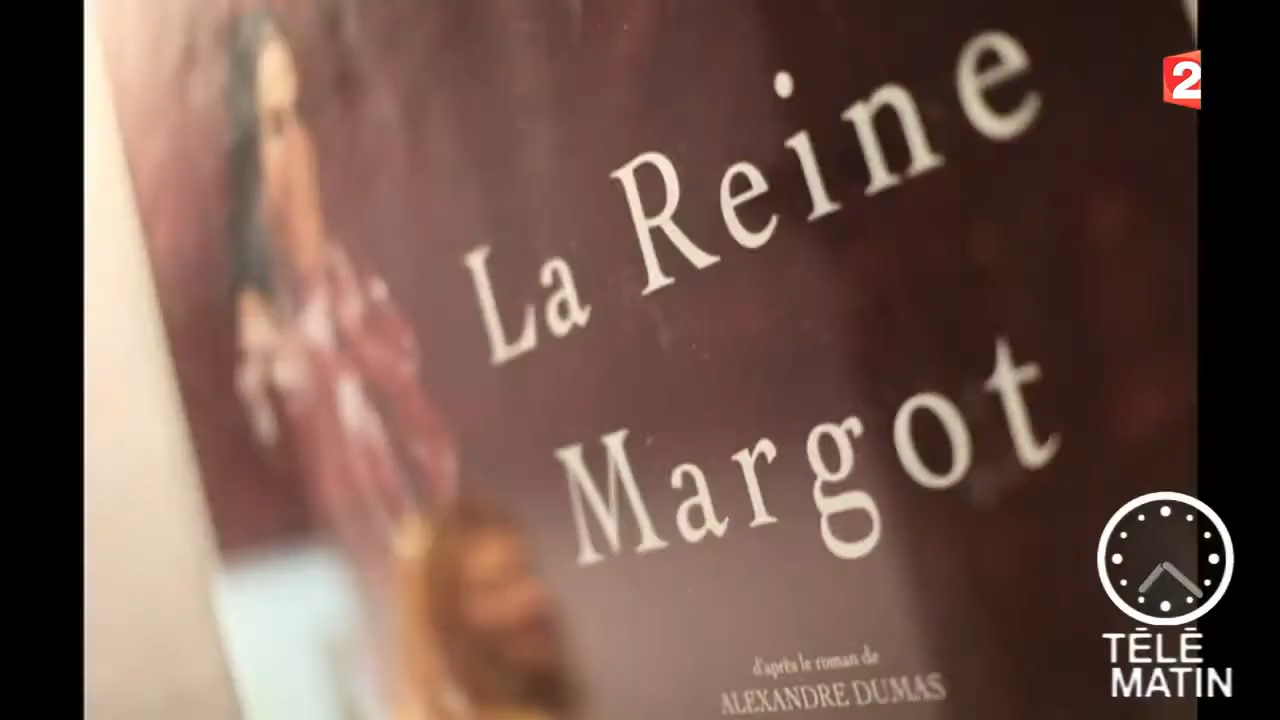 2
La Reine
Margot
d'après le roman de
ALEXANDRE DUMAS
TÉLÉ
MATIN